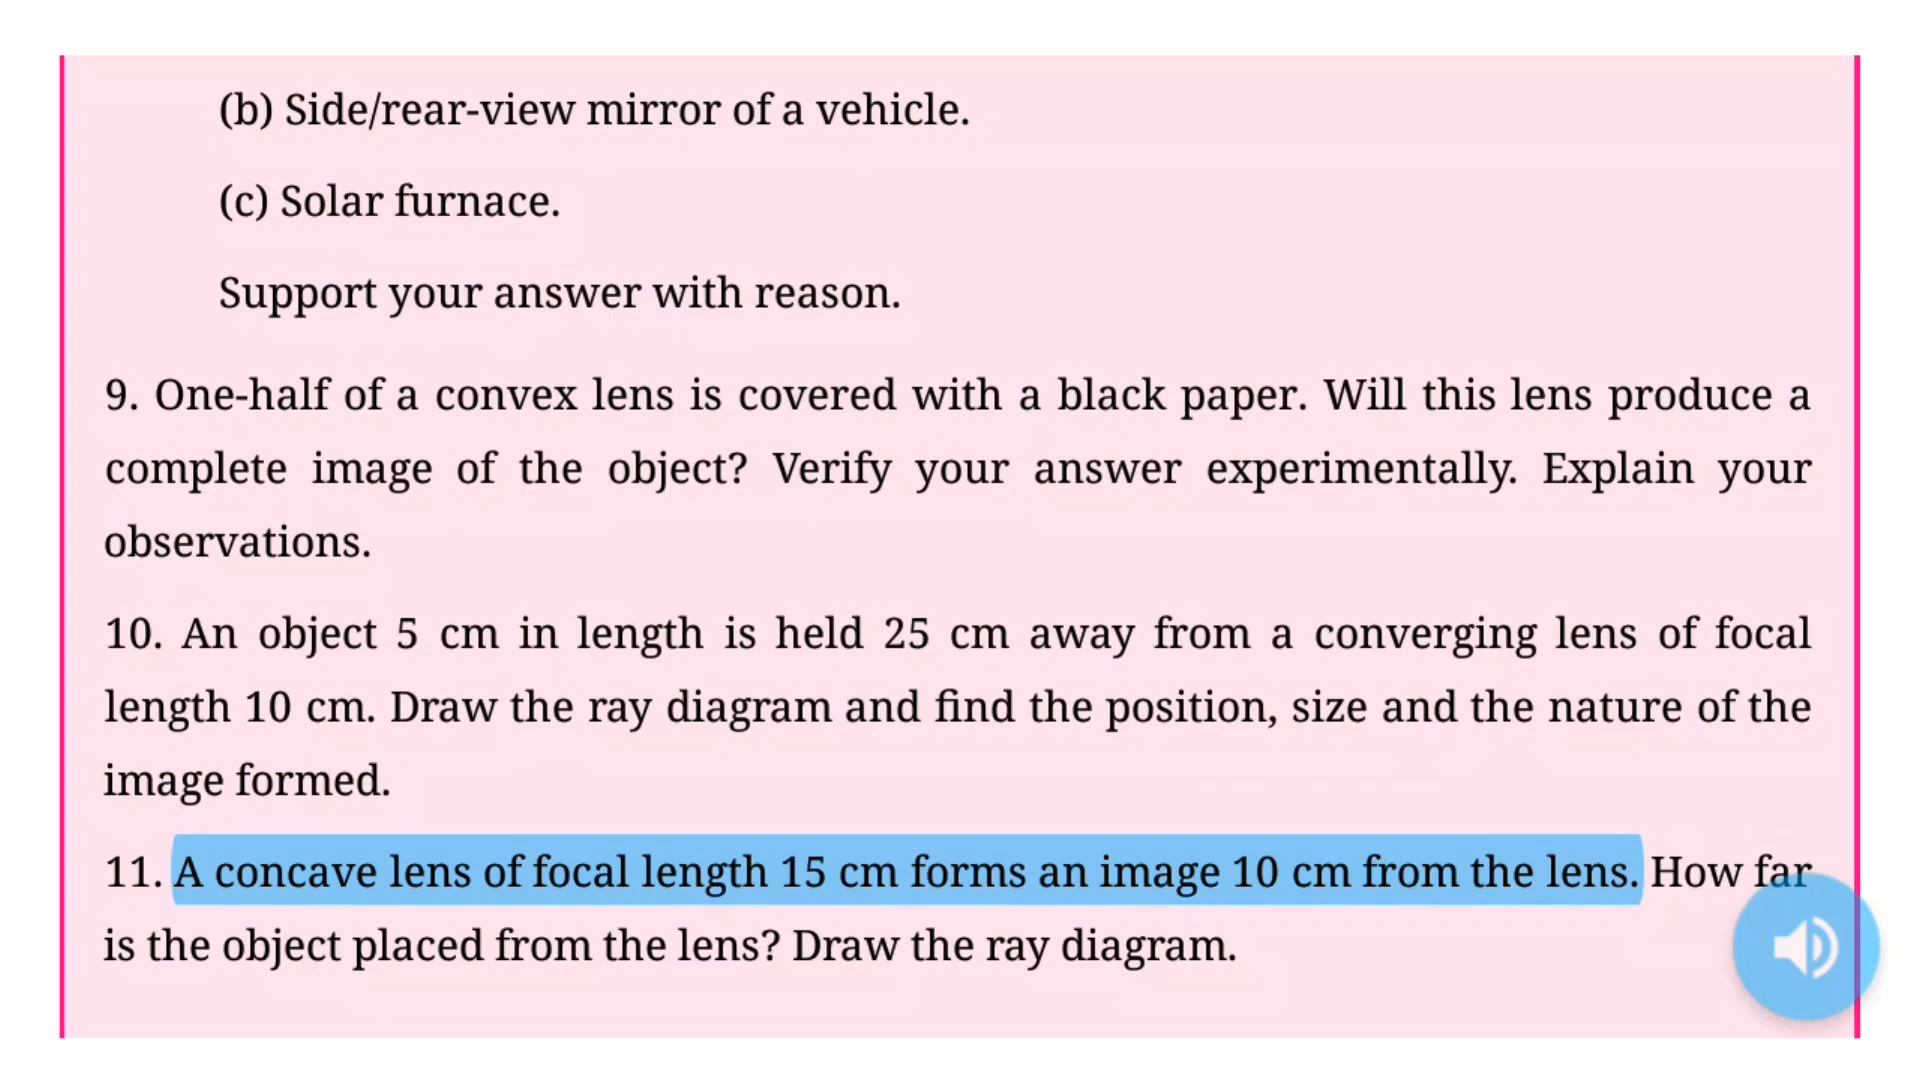 (b) Side/rear-view mirror of a vehicle.
(c) Solar furnace.
Support your answer with reason.
9. One-half of a convex lens is covered with a black paper. Will this lens produce a
complete image of the object? Verify your answer experimentally. Explain your
observations.
10. An object 5 cm in length is held 25 cm away from a converging lens of focal
length 10 cm. Draw the ray diagram and find the position, size and the nature of the
image formed.
11. A concave lens of focal length 15 cm forms an image 10 cm from the lens. How far
is the object placed from the lens? Draw the ray diagram.